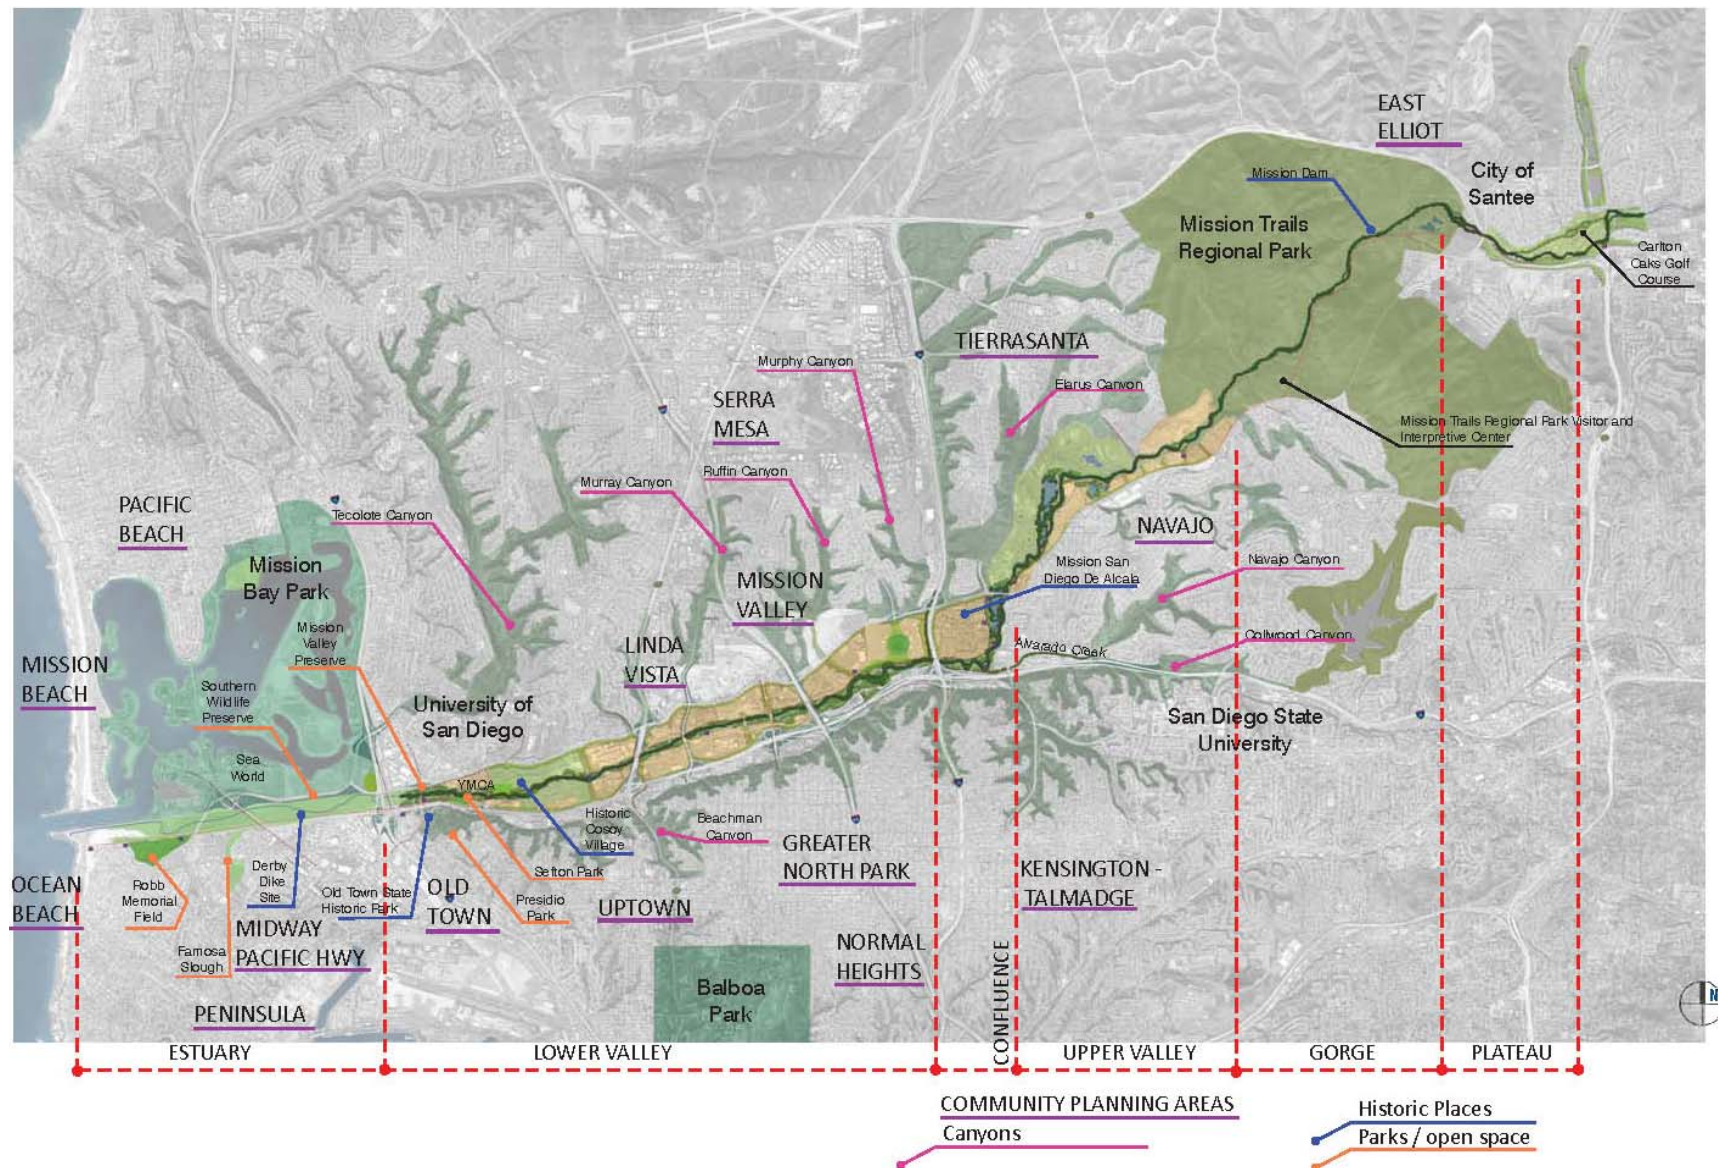 EAST
ELLIOT
Mission Dam
City of
Santee
Mission Trails
Regional Park
Carlton
Caks Golf
Course
TIERRASANTA
Murphy Canyon
Elarus Canyon
SERRA
MESA
Mission Trails Regional Park Visitor and
Interpretive Center
Ruffin Canyon
Murray Canyon
PACIFIC
BEACH
Tecolote Canyon
NAVAJO
Mission
Bay Park
MISSION
VALLEY
Mission San
Diego De Alcala
Navajo Canyon
Mission
Valley
Preserve
LINDA
VISTA
Alvarado Creek
Collwood Canyon
MISSION
BEACH
Southern
Wildlife
Preserve
University of
San Diego
San Diego State
University
Sea
World
YMCA
Historic
Cosoy
Village
Beachman
Canyon
GREATER
NORTH PARK
KENSINGTON -
TALMADGE
OCEAN
BEACH
Robb
Memorial
Field
Derby
Dike
Site
Old Town State
Historic Park
OLD
TOWN
Sefton Park
Presidio
Park
UPTOWN
Famosa
Slough
MIDWAY
PACIFIC HWY
NORMAL
HEIGHTS
Balboa
Park
PENINSULA
N
ESTUARY
LOWER VALLEY
CONFLUENCE
UPPER VALLEY
GORGE
PLATEAU
COMMUNITY PLANNING AREAS
Canyons
Historic Places
Parks / open space